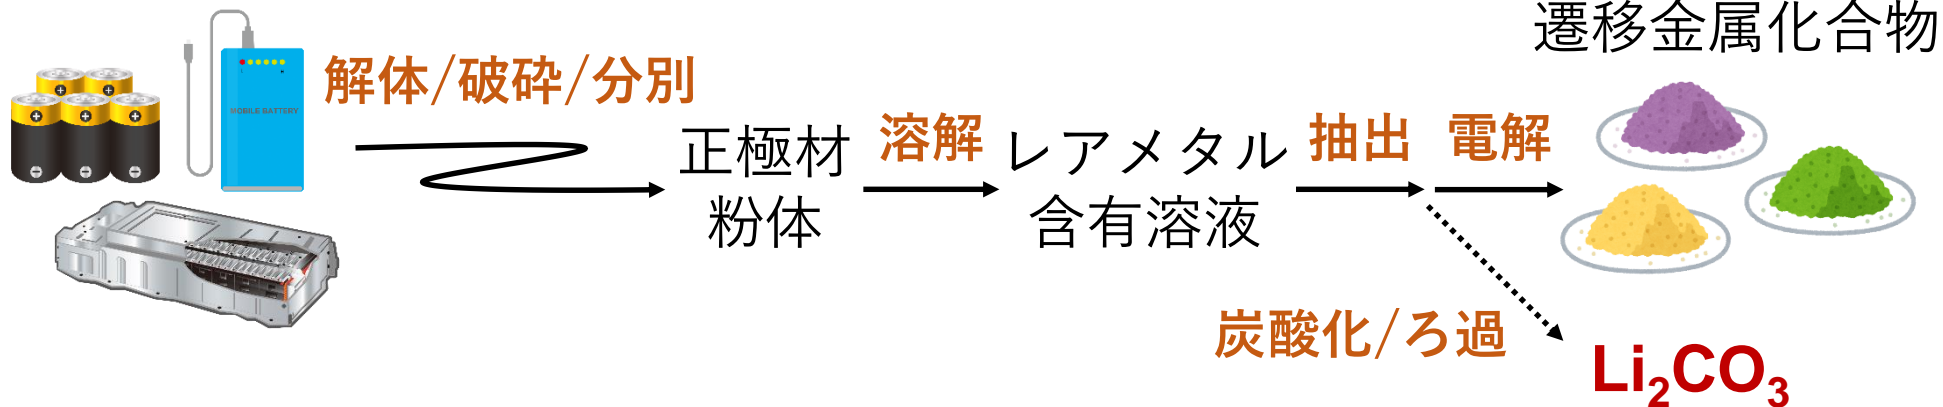 遷移金属化合物
解体/破砕/分別
MOBILE BATTERY
正極材
粉体
溶解
レアメタル
含有溶液
抽出
電解
炭酸化/ろ過
Li₂CO₃